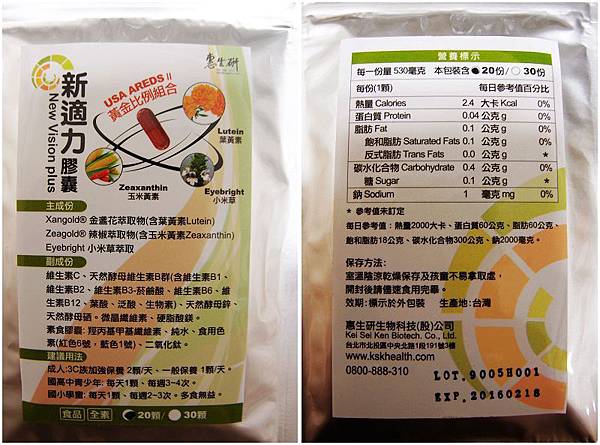 惠生研
新適力膠囊
New Vision plus
USA AREDS II
黃金比例組合
Lutein
葉黃素
Zeaxanthin
玉米黃素
Eyebright
小米草
主成份
Xangold® 金盞花萃取物(含葉黃素Lutein)
Zeagold® 辣椒萃取物(含玉米黃素Zeaxanthin)
Eyebright 小米草萃取
副成份
維生素C、天然酵母維生素B群(含維生素B1、
維生素B2、維生素B3-菸鹼酸、維生素B6、維
生素B12、葉酸、泛酸、生物素)、天然酵母鋅、
天然酵母硒。微晶纖維素、硬脂酸鎂。
素食膠囊: 羥丙基甲基纖維素、純水、食用色
素(紅色6號，藍色1號)、二氧化鈦。
建議用法
成人:3C族加強保養 2顆/天、一般保養 1顆/天。
國高中青少年: 每天1顆、每週3~4次。
國小學童: 每天1顆、每週2~3次。多食無益。
食品 全素 20顆/ 30顆
營養標示
每一份量 530毫克 本包裝含 20份/ 30份
每份(1顆) 每日參考值百分比
熱量 Calories 2.4 大卡 Kcal 0%
蛋白質 Protein 0.04 公克 g 0%
脂肪 Fat 0.1 公克 g 0%
飽和脂肪 Saturated Fats 0.1 公克 g 0%
反式脂肪 Trans Fats 0.0 公克 g *
碳水化合物 Carbohydrate 0.4 公克 g 0%
糖 Sugar 0.1 公克 g *
鈉 Sodium 1 毫克 mg 0%
* 參考值未訂定
每日參考值：熱量2000大卡、蛋白質60公克、脂肪60公克、
飽和脂肪18公克、碳水化合物300公克、鈉2000毫克。
保存方法:
室溫陰涼乾燥保存及孩童不易拿取處，
開封後請儘速食用完畢。
效期: 標示於外包裝 生產地:台灣
惠生研生物科技(股)公司
Kei Sei Ken Biotech. Co., Ltd.
台北市北投區中央北路1段191號3樓
www.kskhealth.com
0800-888-310
LOT. 9005H001
EXP. 20160218